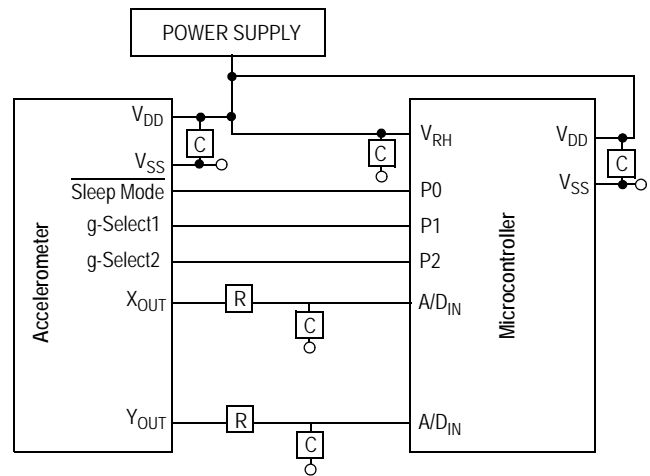 POWER SUPPLY
Accelerometer
VDD
VSS
Sleep Mode
g-Select1
g-Select2
XOUT
YOUT
C
R
C
R
C
C
VRH
P0
P1
P2
A/DIN
A/DIN
Microcontroller
VDD
VSS
C